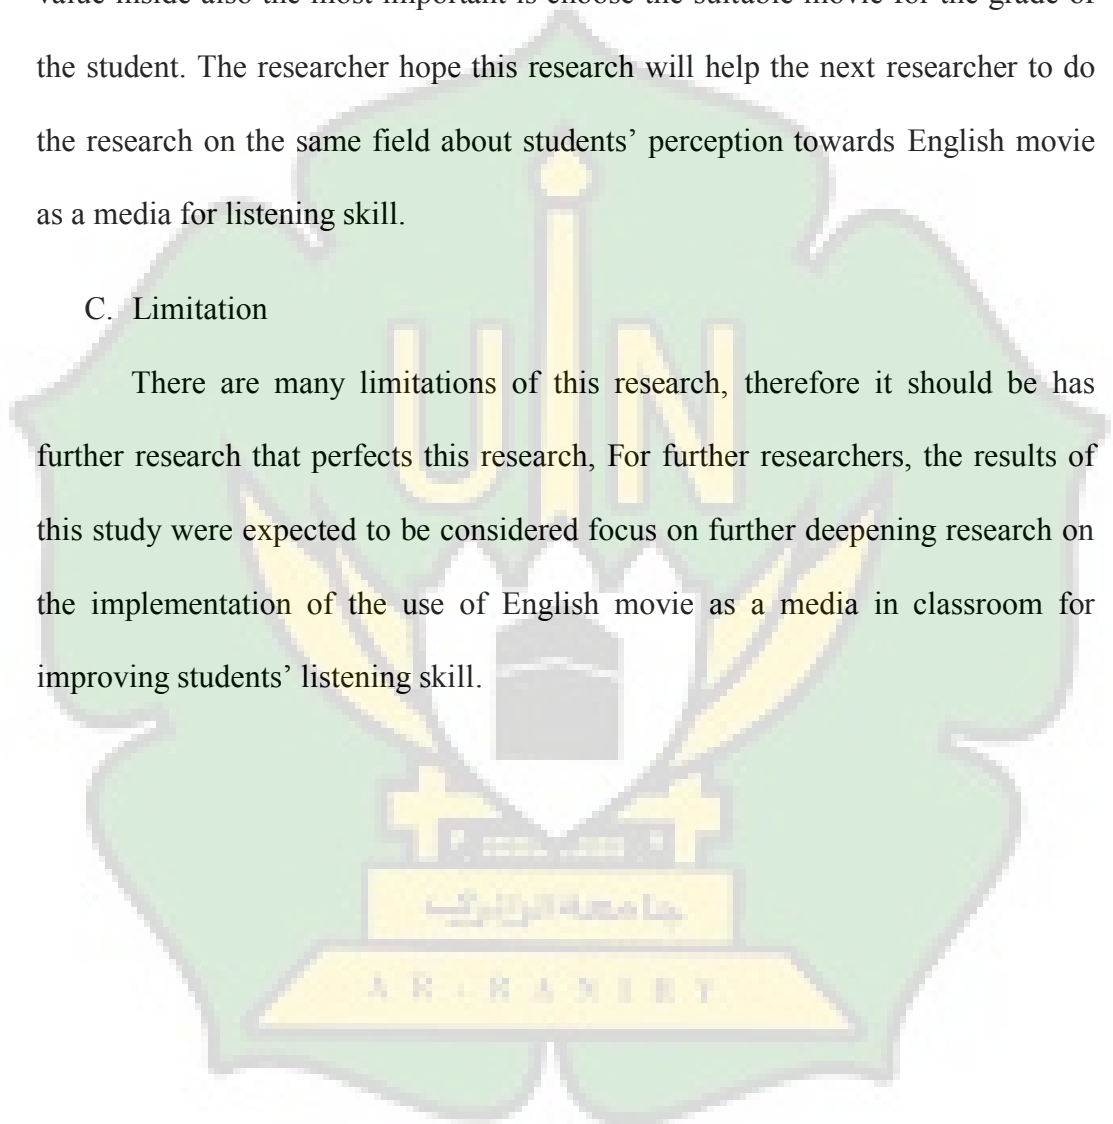 value inside also the most important is choose the suitable movie for the grade of
the student. The researcher hope this research will help the next researcher to do
the research on the same field about students’ perception towards English movie
as a media for listening skill.
C. Limitation
There are many limitations of this research, therefore it should be has
further research that perfects this research, For further researchers, the results of
this study were expected to be considered focus on further deepening research on
the implementation of the use of English movie as a media in classroom for
improving students’ listening skill.
UIN
جامعة الرانيري
AR-RANIRY